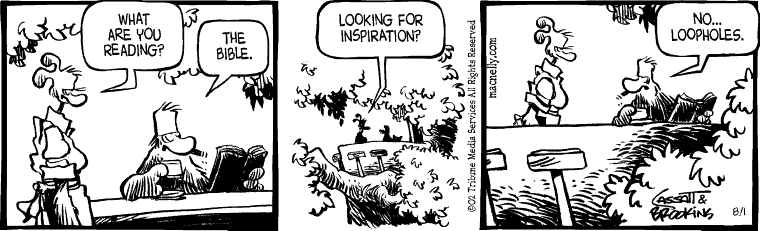 WHAT
ARE YOU
READING?
THE
BIBLE.
LOOKING FOR
INSPIRATION?
©02 Tribune Media Services All Rights Reserved
macnelly.com
NO...
LOOPHOLES.
CASSATT &
BROOKINS
8/1